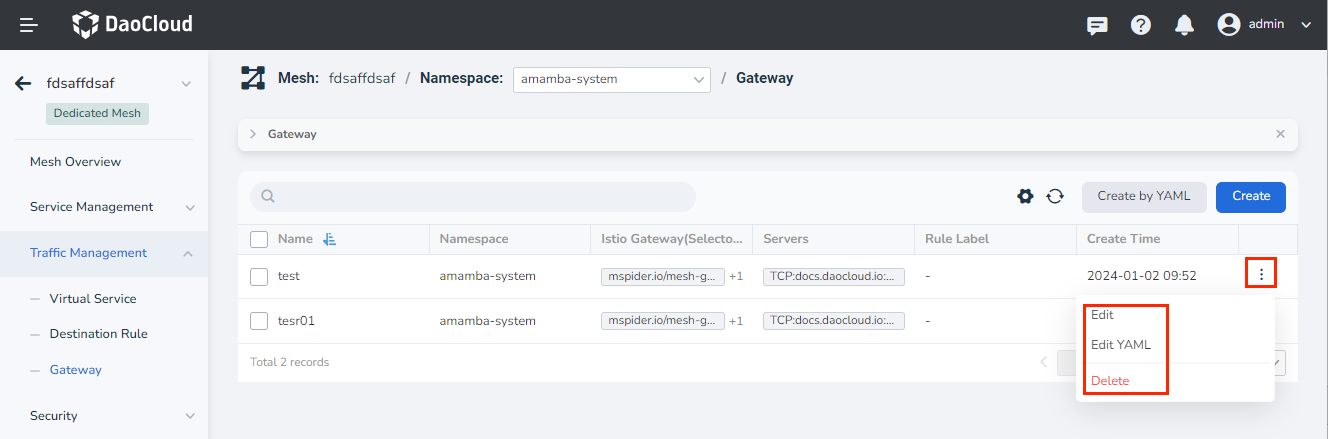 DaoCloud
admin
fdsaffdsaf
Dedicated Mesh
Mesh Overview
Service Management
Traffic Management
Virtual Service
Destination Rule
Gateway
Security
Mesh: fdsaffdsaf / Namespace: amamba-system / Gateway
Gateway
Create by YAML Create
Name Namespace Istio Gateway(Selecto... Servers Rule Label Create Time
test amamba-system mspider.io/mesh-g... +1 TCP:docs.daocloud.io:... - 2024-01-02 09:52
tesr01 amamba-system mspider.io/mesh-g... +1 TCP:docs.daocloud.io:... -
Total 2 records
Edit
Edit YAML
Delete